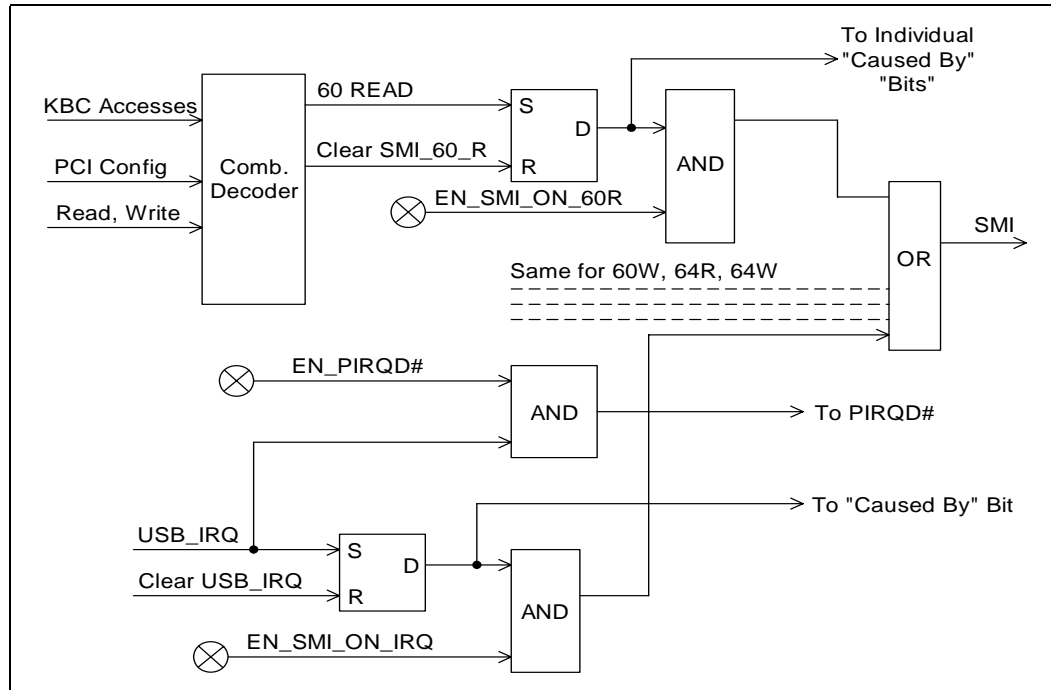 To Individual
"Caused By"
"Bits"
60 READ
KBC Accesses
S
D
Clear SMI_60_R
R
PCI Config
Comb.
Decoder
AND
EN_SMI_ON_60R
Read, Write
SMI
OR
Same for 60W, 64R, 64W
EN_PIRQD#
AND
To PIRQD#
To "Caused By" Bit
USB_IRQ
S
D
Clear USB_IRQ
R
AND
EN_SMI_ON_IRQ